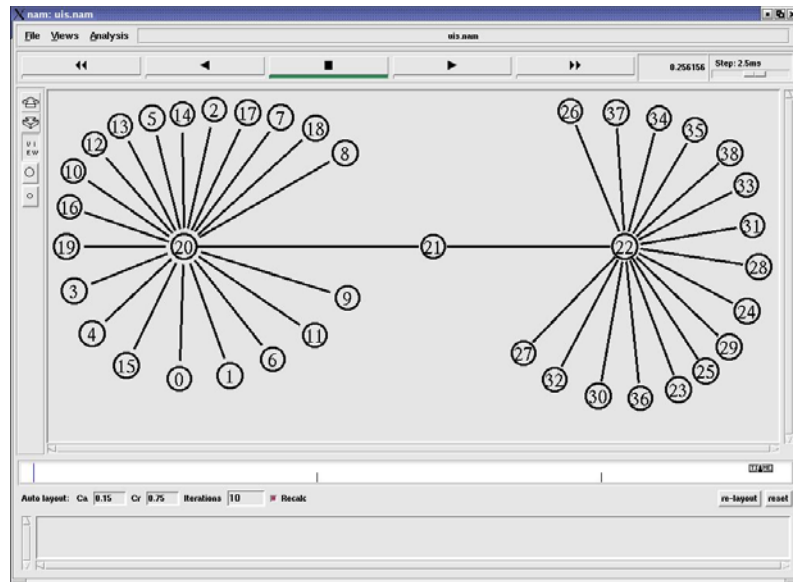 nam: uis.nam
File Views Analysis uis.nam
0.256156 Step: 2.5ms
26 37 34 35 38 33 31 28 24 29 25 23 36 30 32 27
14 2 17 7 18 8
5 13 12 10 16 19 3 4 15 0 1 6 11 9
20 21 22
VIEW
TIME
Auto layout: Ca 0.15 Cr 0.75 Iterations 10 Recalc re-layout reset